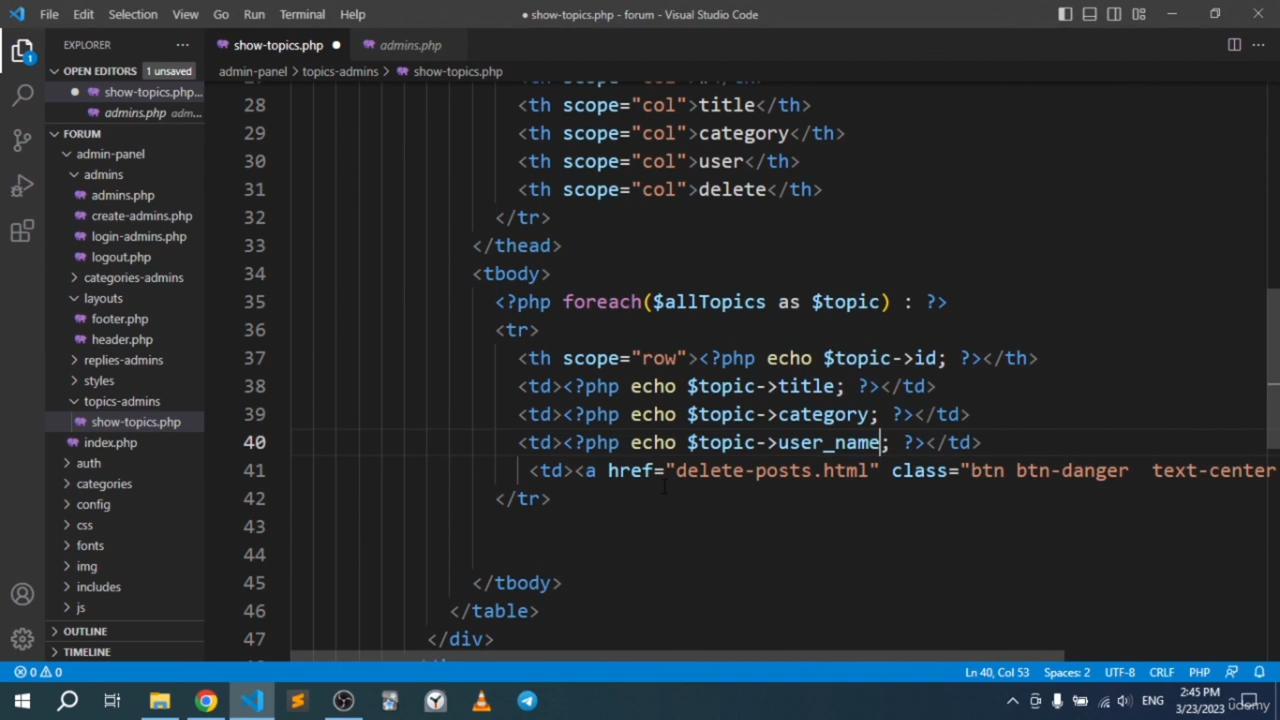 File Edit Selection View Go Run Terminal Help
● show-topics.php - forum - Visual Studio Code
EXPLORER
show-topics.php
admins.php
OPEN EDITORS 1 unsaved
admin-panel > topics-admins > show-topics.php
show-topics.php...
admins.php adm...
FORUM
admin-panel
admins
admins.php
create-admins.php
login-admins.php
logout.php
categories-admins
layouts
footer.php
header.php
replies-admins
styles
topics-admins
show-topics.php
index.php
auth
categories
config
css
fonts
img
includes
js
OUTLINE
TIMELINE
28 <th scope="col">title</th>
29 <th scope="col">category</th>
30 <th scope="col">user</th>
31 <th scope="col">delete</th>
32 </tr>
33 </thead>
34 <tbody>
35 <?php foreach($allTopics as $topic) : ?>
36 <tr>
37 <th scope="row"><?php echo $topic->id; ?></th>
38 <td><?php echo $topic->title; ?></td>
39 <td><?php echo $topic->category; ?></td>
40 <td><?php echo $topic->user_name; ?></td>
41 <td><a href="delete-posts.html" class="btn btn-danger  text-center
42 </tr>
43
44
45 </tbody>
46 </table>
47 </div>
0 0
Ln 40, Col 53 Spaces: 2 UTF-8 CRLF PHP
ENG
2:45 PM
3/23/2023
udemy